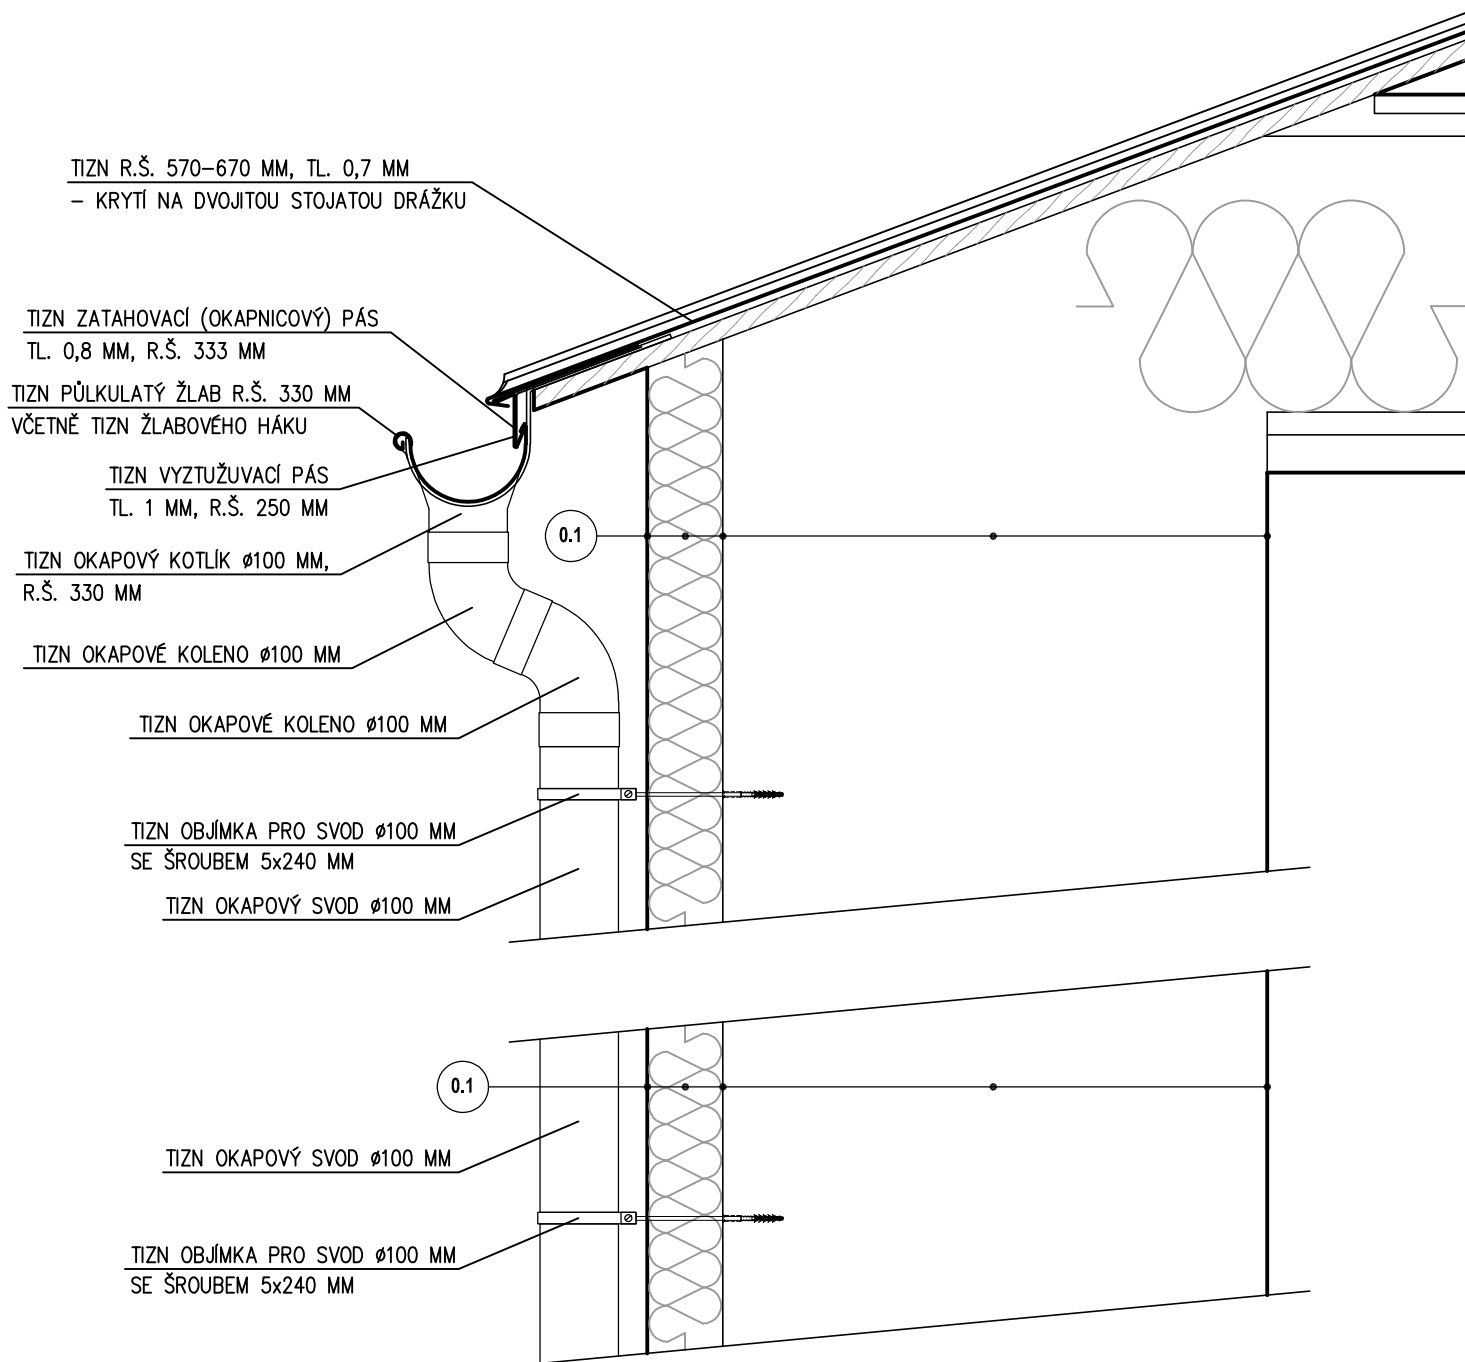 TIZN R.Š. 570-670 MM, TL. 0,7 MM
- KRYTÍ NA DVOJITOU STOJATOU DRÁŽKU
TIZN ZATAHOVACÍ (OKAPNICOVÝ) PÁS
TL. 0,8 MM, R.Š. 333 MM
TIZN PŮLKULATÝ ŽLAB R.Š. 330 MM
VČETNĚ TIZN ŽLABOVÉHO HÁKU
TIZN VYZTUŽUVACÍ PÁS
TL. 1 MM, R.Š. 250 MM
0.1
TIZN OKAPOVÝ KOTLÍK ø100 MM,
R.Š. 330 MM
TIZN OKAPOVÉ KOLENO ø100 MM
TIZN OKAPOVÉ KOLENO ø100 MM
TIZN OBJÍMKA PRO SVOD ø100 MM
SE ŠROUBEM 5x240 MM
TIZN OKAPOVÝ SVOD ø100 MM
0.1
TIZN OKAPOVÝ SVOD ø100 MM
TIZN OBJÍMKA PRO SVOD ø100 MM
SE ŠROUBEM 5x240 MM